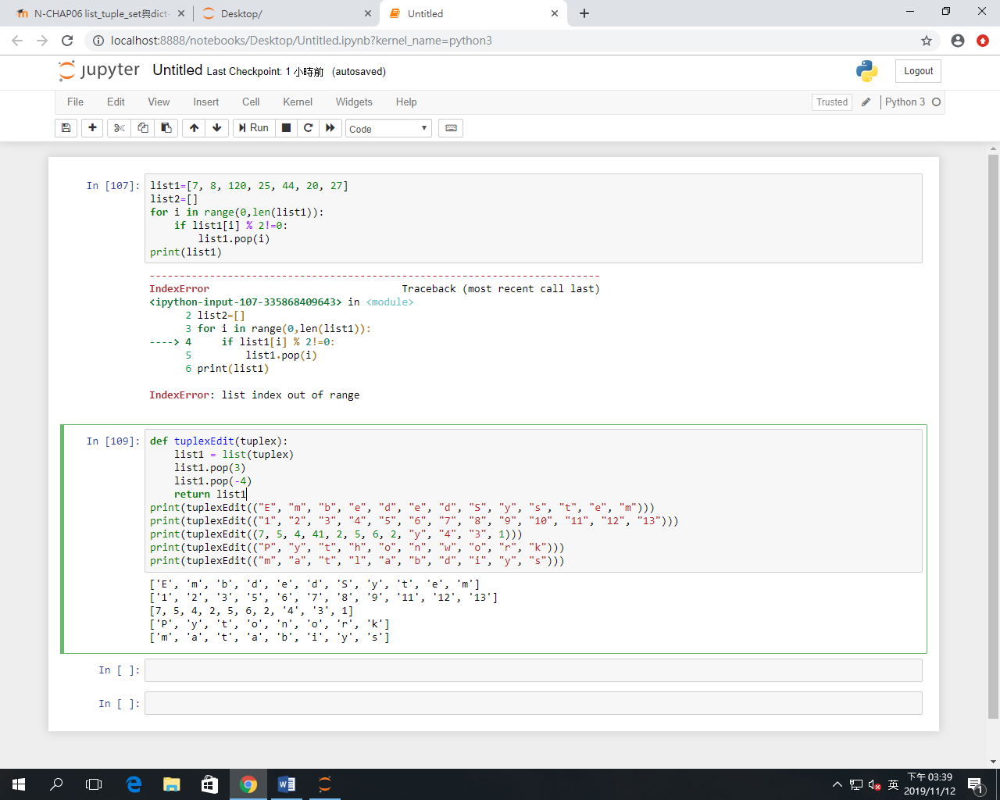 N-CHAP06 list_tuple_set與dict-
Desktop/
Untitled
localhost:8888/notebooks/Desktop/Untitled.ipynb?kernel_name=python3
jupyter Untitled Last Checkpoint: 1 小時前 (autosaved)
Logout
File Edit View Insert Cell Kernel Widgets Help
Trusted
Python 3
Run
Code
In [107]:
list1=[7, 8, 120, 25, 44, 20, 27]
list2=[]
for i in range(0,len(list1)):
    if list1[i] % 2!=0:
        list1.pop(i)
print(list1)
---------------------------------------------------------------------------
IndexError                                Traceback (most recent call last)
<ipython-input-107-335868409643> in <module>
      2 list2=[]
      3 for i in range(0,len(list1)):
----> 4     if list1[i] % 2!=0:
      5         list1.pop(i)
      6 print(list1)
IndexError: list index out of range
In [109]:
def tuplexEdit(tuplex):
    list1 = list(tuplex)
    list1.pop(3)
    list1.pop(-4)
    return list1
print(tuplexEdit(("E", "m", "b", "e", "d", "e", "d", "S", "y", "s", "t", "e", "m")))
print(tuplexEdit(("1", "2", "3", "4", "5", "6", "7", "8", "9", "10", "11", "12", "13")))
print(tuplexEdit((7, 5, 4, 41, 2, 5, 6, 2, "y", "4", "3", 1)))
print(tuplexEdit(("P", "y", "t", "h", "o", "n", "w", "o", "r", "k")))
print(tuplexEdit(("m", "a", "t", "l", "a", "b", "d", "i", "y", "s")))
['E', 'm', 'b', 'd', 'e', 'd', 'S', 'y', 't', 'e', 'm']
['1', '2', '3', '5', '6', '7', '8', '9', '11', '12', '13']
[7, 5, 4, 2, 5, 6, 2, '4', '3', 1]
['P', 'y', 't', 'o', 'n', 'o', 'r', 'k']
['m', 'a', 't', 'a', 'b', 'i', 'y', 's']
In [ ]:
In [ ]:
英
下午 03:39
2019/11/12
1